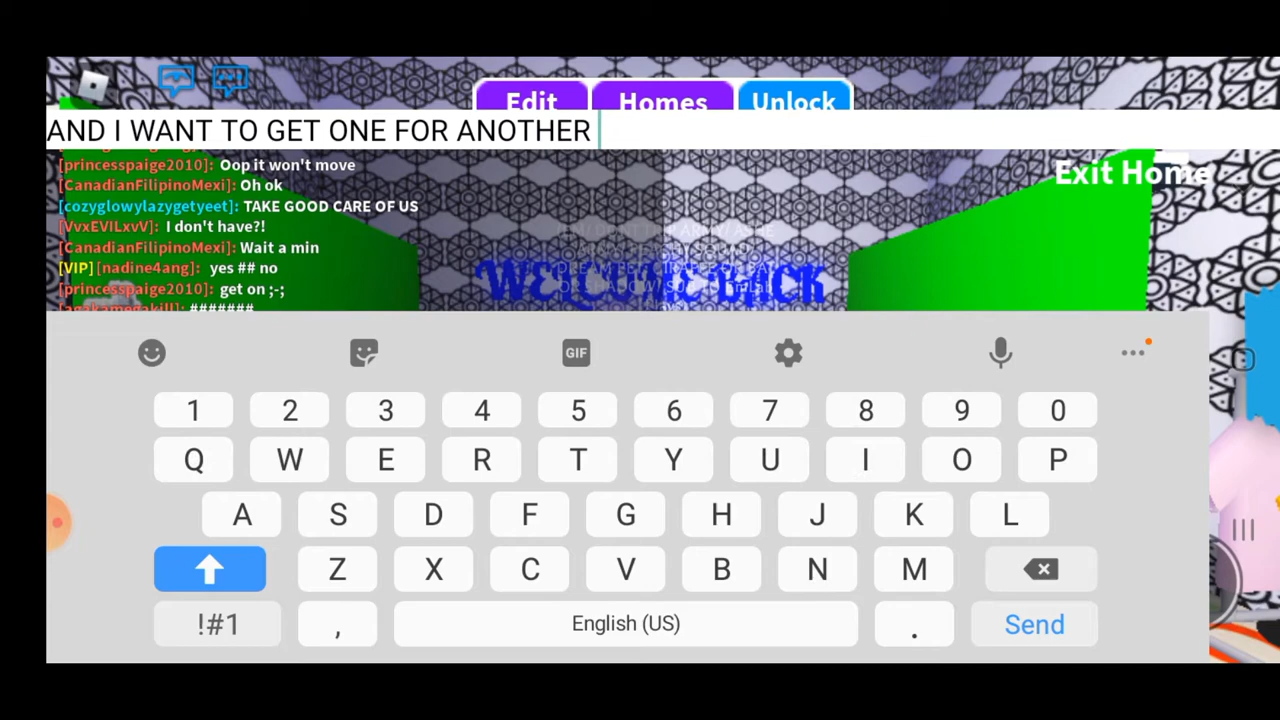 Edit Homes Unlock
AND I WANT TO GET ONE FOR ANOTHER
[princesspaige2010]: Oop it won't move
Exit Home
[CanadianFilipinoMexi]: Oh ok
[cozyglowylazygetyeet]: TAKE GOOD CARE OF US
[VvxEVILxvV]: I don't have?!
[CanadianFilipinoMexi]: Wait a min
[VIP] [nadine4ang]: yes ## no
WELCOME BACK
[princesspaige2010]: get on ;-;
#######
GIF
1 2 3 4 5 6 7 8 9 0
Q W E R T Y U I O P
A S D F G H J K L
Z X C V B N M
!#1 , English (US) . Send